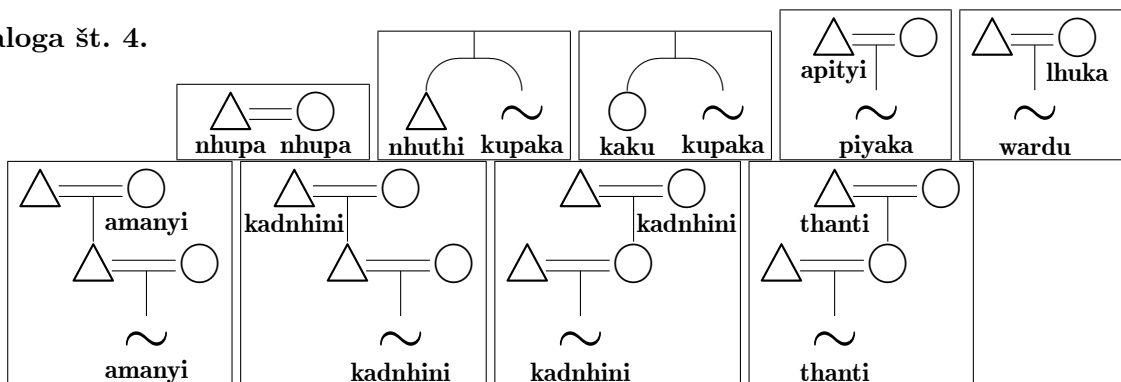 aloga št. 4.
apityi
lhuka
nhupa nhupa
nhuthi kupaka
kaku kupaka
piyaka
wardu
amanyi
kadnhini
kadnhini
thanti
amanyi
kadnhini
kadnhini
thanti